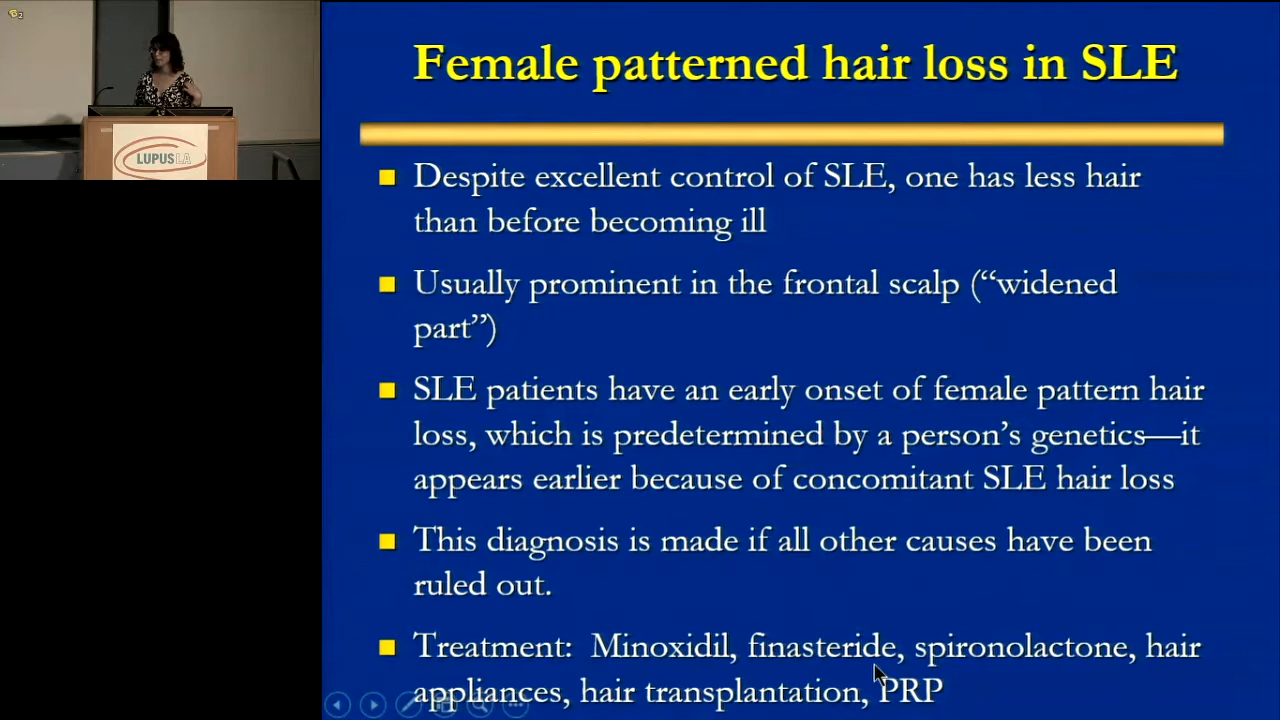 Female patterned hair loss in SLE
Despite excellent control of SLE, one has less hair
than before becoming ill
Usually prominent in the frontal scalp (“widened
part”)
SLE patients have an early onset of female pattern hair
loss, which is predetermined by a person’s genetics—it
appears earlier because of concomitant SLE hair loss
This diagnosis is made if all other causes have been
ruled out.
Treatment:  Minoxidil, finasteride, spironolactone, hair
appliances, hair transplantation, PRP
LUPUS LA